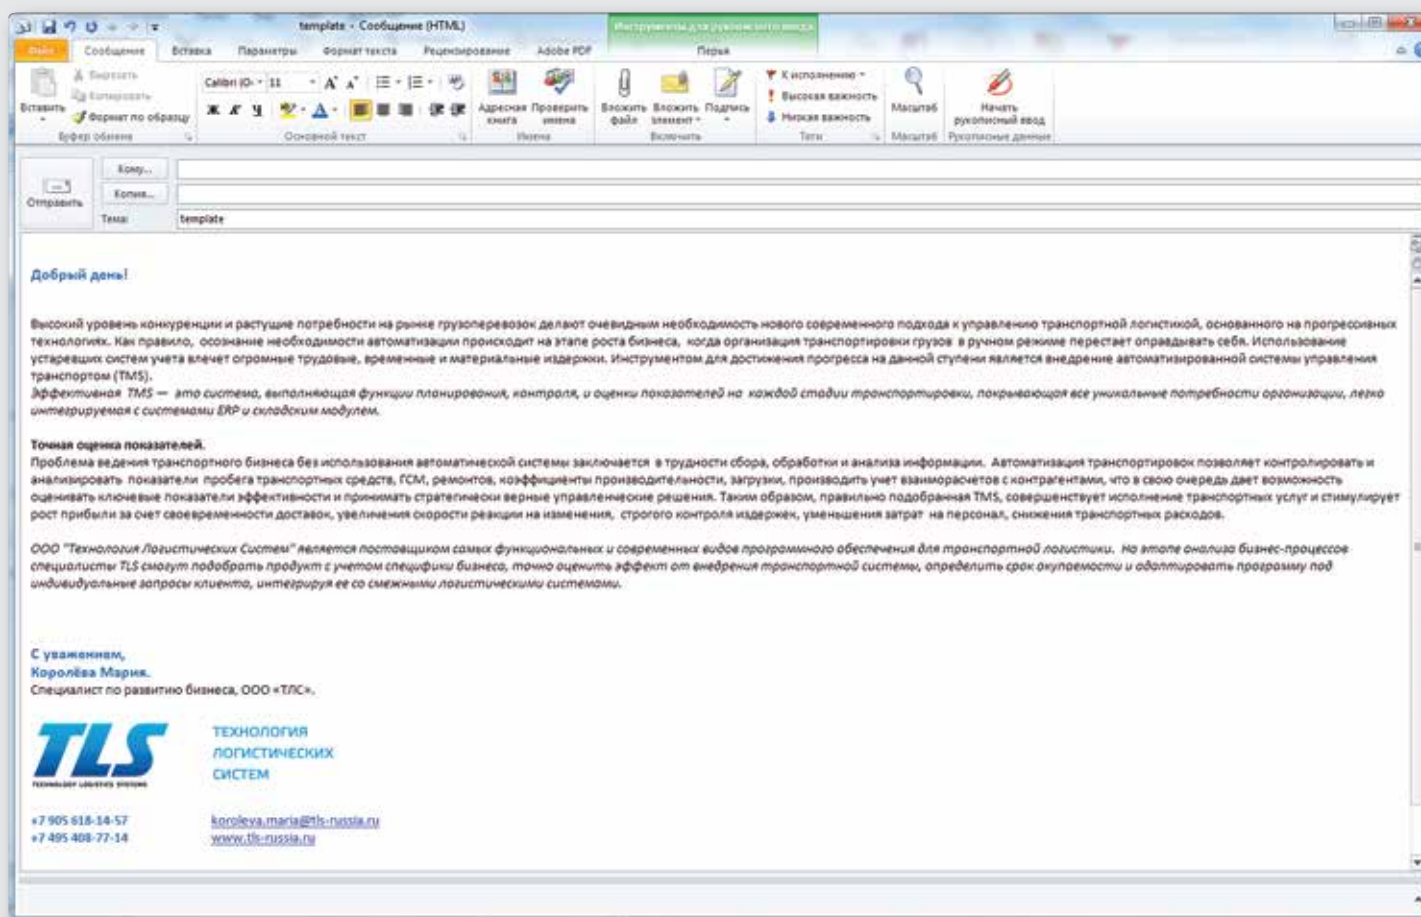 template - Сообщение (HTML)
Инструменты для рукописного ввода
Файл Сообщение Вставка Параметры Формат текста Рецензирование Adobe PDF Перья
Вставить
Вырезать
Копировать
Формат по образцу
Буфер обмена
Calibri (О 11
Ж К Ч
Основной текст
Адресная книга
Проверить имена
Имена
Вложить файл
Вложить элемент
Подпись
Включить
К исполнению
Высокая важность
Низкая важность
Теги
Масштаб
Масштаб
Начать рукописный ввод
Рукописные данные
Отправить
Кому...
Копия...
Тема: template
Добрый день!
Высокий уровень конкуренции и растущие потребности на рынке грузоперевозок делают очевидным необходимость нового современного подхода к управлению транспортной логистикой, основанного на прогрессивных
технологиях. Как правило, осознание необходимости автоматизации происходит на этапе роста бизнеса, когда организация транспортировки грузов в ручном режиме перестает оправдывать себя. Использование
устаревших систем учета влечет огромные трудовые, временные и материальные издержки. Инструментом для достижения прогресса на данной ступени является внедрение автоматизированной системы управления
транспортом (TMS).
Эффективная TMS — это система, выполняющая функции планирования, контроля, и оценки показателей на каждой стадии транспортировки, покрывающая все уникальные потребности организации, легко
интегрируемая с системами ERP и складским модулем.
Точная оценка показателей.
Проблема ведения транспортного бизнеса без использования автоматической системы заключается в трудности сбора, обработки и анализа информации. Автоматизация транспортировок позволяет контролировать и
анализировать показатели пробега транспортных средств, ГСМ, ремонтов, коэффициенты производительности, загрузки, производить учет взаиморасчетов с контрагентами, что в свою очередь дает возможность
оценивать ключевые показатели эффективности и принимать стратегически верные управленческие решения. Таким образом, правильно подобранная TMS, совершенствует исполнение транспортных услуг и стимулирует
рост прибыли за счет своевременности доставок, увеличения скорости реакции на изменения, строгого контроля издержек, уменьшения затрат на персонал, снижения транспортных расходов.
ООО "Технология Логистических Систем" является поставщиком самых функциональных и современных видов программного обеспечения для транспортной логистики. На этапе анализа бизнес-процессов
специалисты TLS смогут подобрать продукт с учетом специфики бизнеса, точно оценить эффект от внедрения транспортной системы, определить срок окупаемости и адаптировать программу под
индивидуальные запросы клиента, интегрируя ее со смежными логистическими системами.
С уважением,
Королёва Мария.
Специалист по развитию бизнеса, ООО «ТЛС».
TLS
TECHNOLOGY LOGISTICS SYSTEMS
ТЕХНОЛОГИЯ
ЛОГИСТИЧЕСКИХ
СИСТЕМ
+7 905 618-14-57 koroleva.maria@tls-russia.ru
+7 495 408-77-14 www.tls-russia.ru